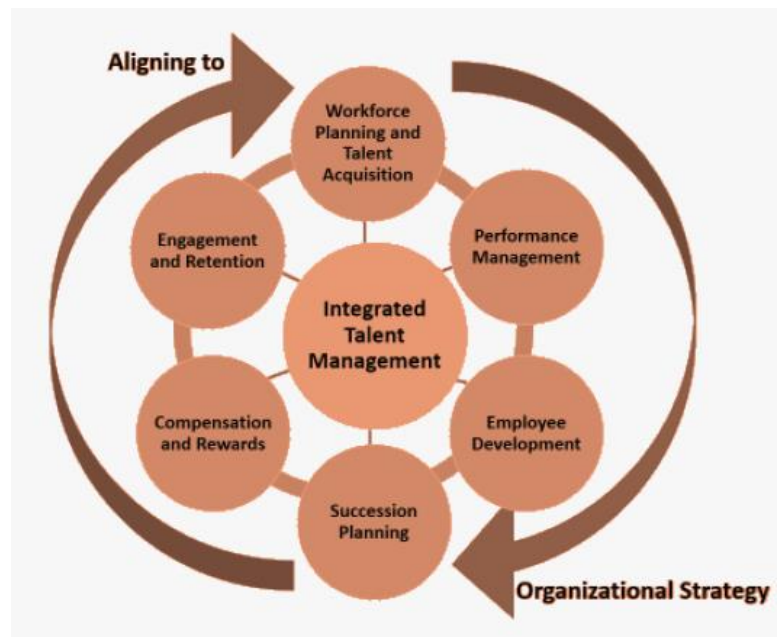 Aligning to
Workforce
Planning and
Talent
Acquisition
Performance
Management
Employee
Development
Succession
Planning
Compensation
and Rewards
Engagement
and Retention
Integrated
Talent
Management
Organizational Strategy